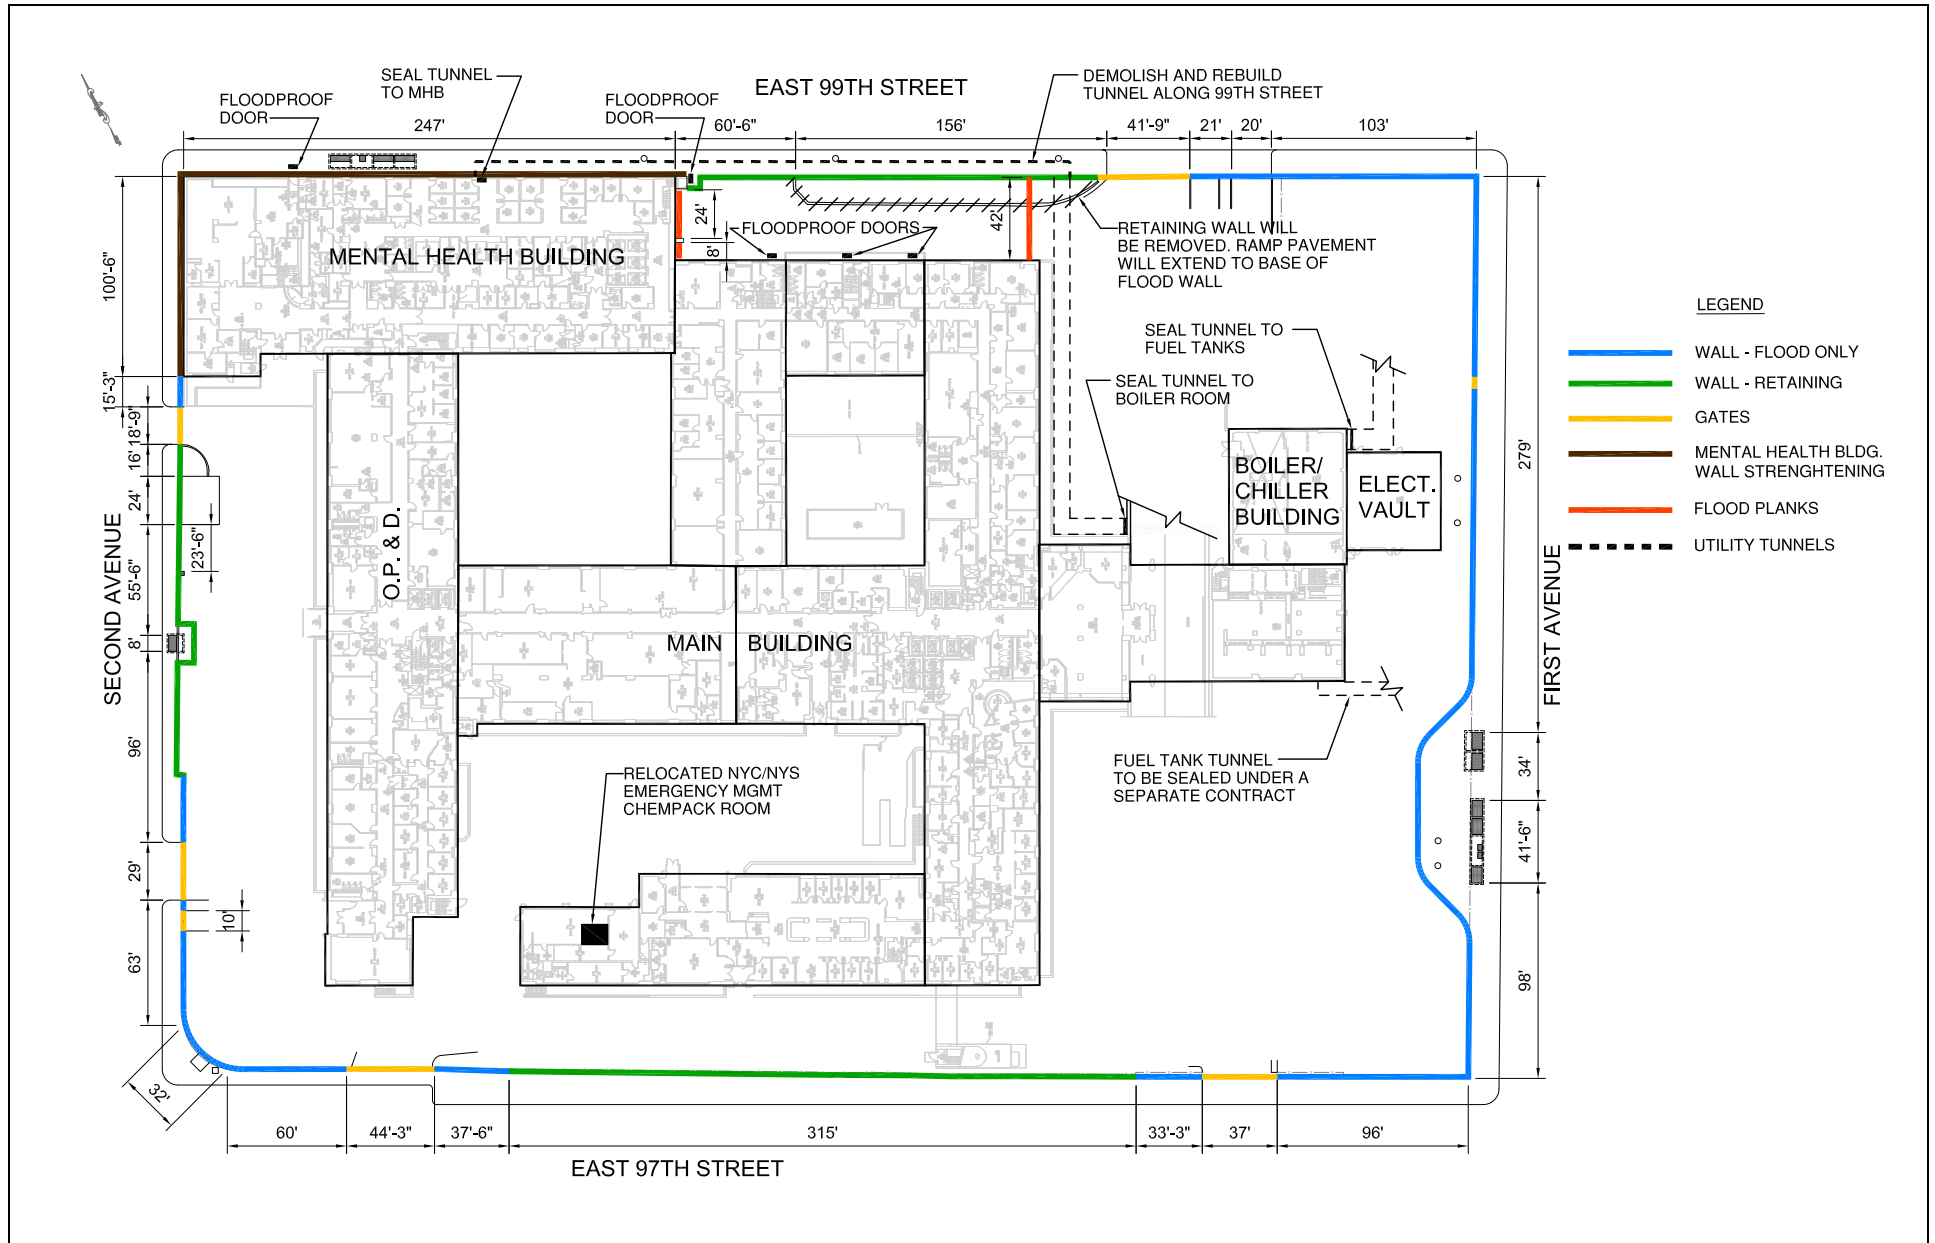 SEAL TUNNEL
TO MHB
FLOODPROOF
DOOR
FLOODPROOF
DOOR
EAST 99TH STREET
DEMOLISH AND REBUILD
TUNNEL ALONG 99TH STREET
247'
60'-6"
156'
41'-9"
21'
20'
103'
24'
8'
42'
FLOODPROOF DOORS
MENTAL HEALTH BUILDING
RETAINING WALL WILL
BE REMOVED. RAMP PAVEMENT
WILL EXTEND TO BASE OF
FLOOD WALL
SEAL TUNNEL TO
FUEL TANKS
SEAL TUNNEL TO
BOILER ROOM
BOILER/
CHILLER
BUILDING
ELECT.
VAULT
100'-6"
15'-3"
18'-9"
16'
24'
23'-6"
55'-6"
8'
96'
29'
10'
63'
32'
SECOND AVENUE
O.P. & D.
MAIN BUILDING
RELOCATED NYC/NYS
EMERGENCY MGMT
CHEMPACK ROOM
FUEL TANK TUNNEL
TO BE SEALED UNDER A
SEPARATE CONTRACT
279'
FIRST AVENUE
34'
41'-6"
98'
60'
44'-3"
37'-6"
315'
33'-3"
37'
96'
EAST 97TH STREET
LEGEND
WALL - FLOOD ONLY
WALL - RETAINING
GATES
MENTAL HEALTH BLDG.
WALL STRENGHTENING
FLOOD PLANKS
UTILITY TUNNELS